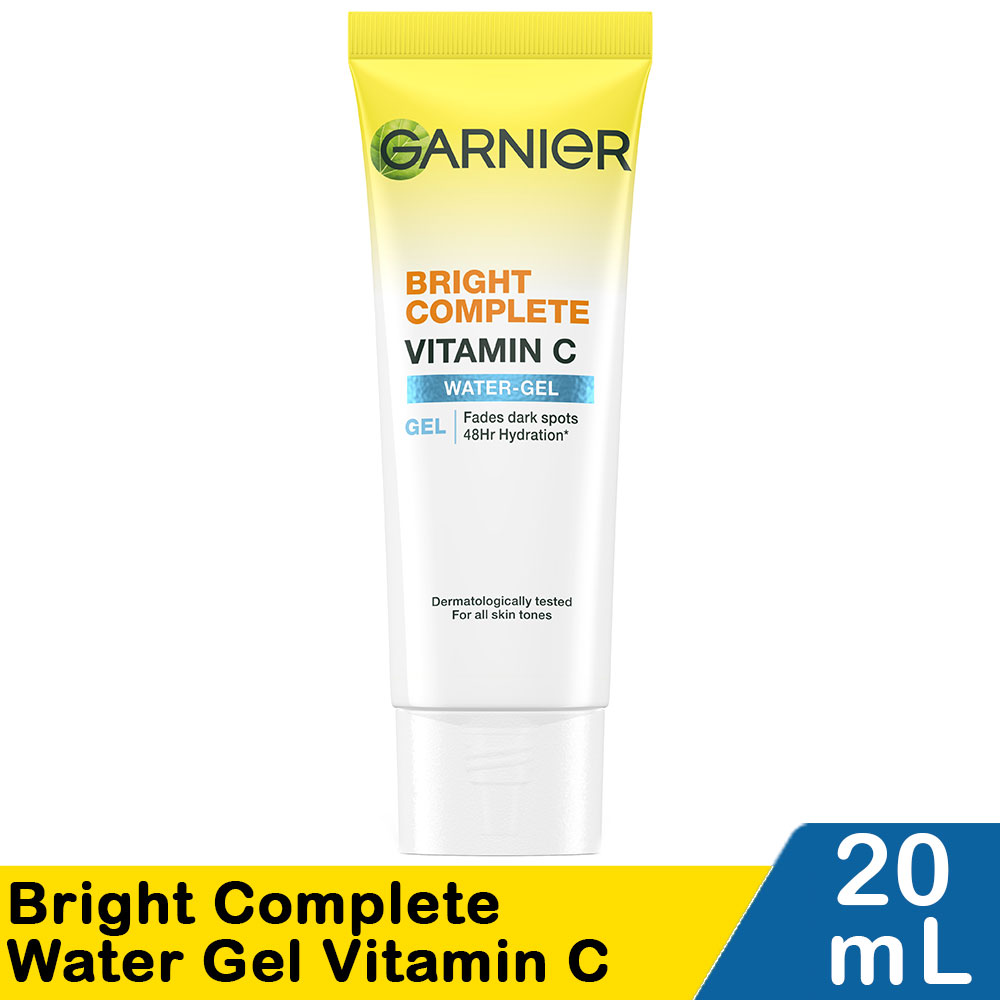 GARNIER
BRIGHT
COMPLETE
VITAMIN C
WATER-GEL
GEL
Fades dark spots
48Hr Hydration*
Dermatologically tested
For all skin tones
Bright Complete
Water Gel Vitamin C
20
mL